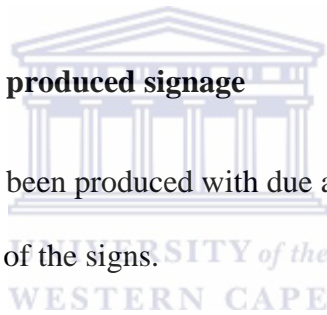 produced signage
been produced with due a
UNIVERSITY of the
of the signs.
WESTERN CAPE